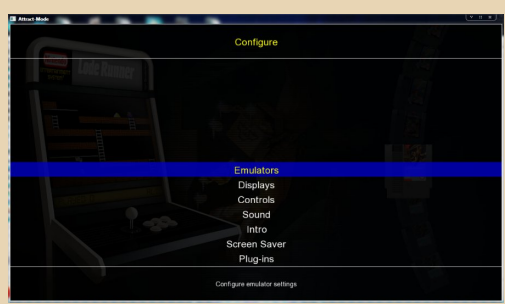 Attract-Mode
Configure
Lode Runner
Emulators
Displays
Controls
Sound
Intro
Screen Saver
Plug-ins
Configure emulator settings